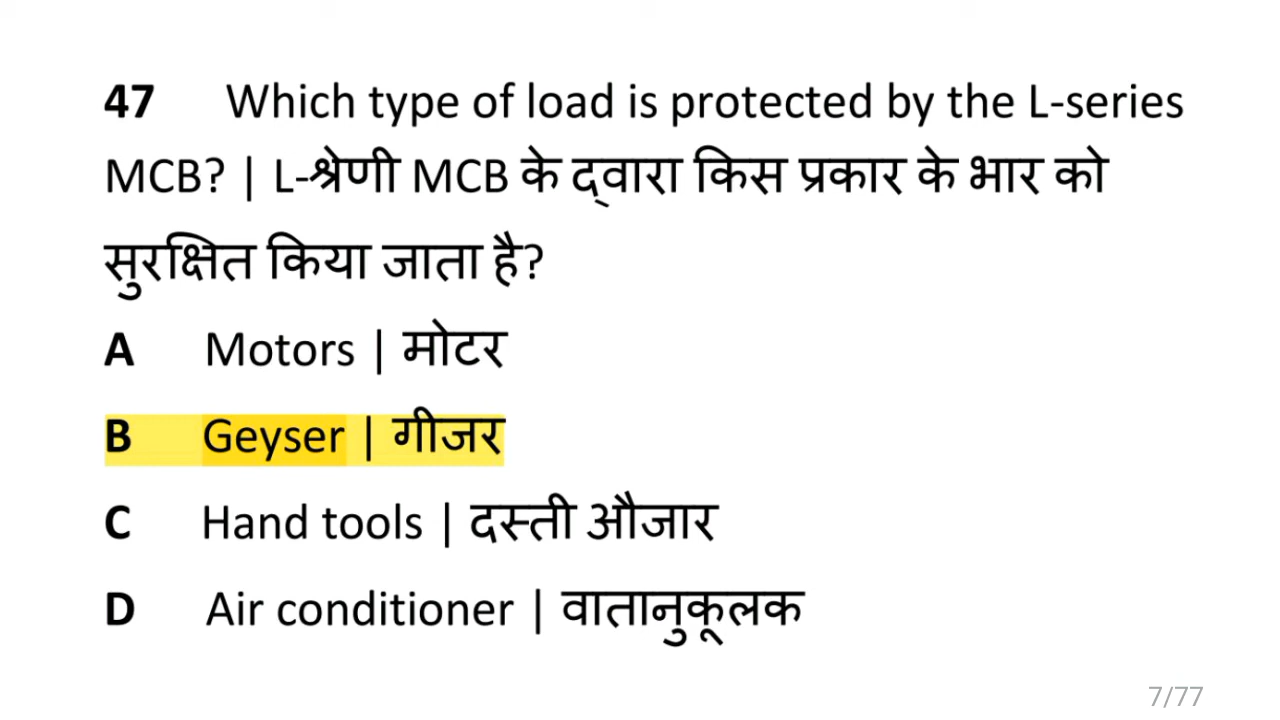 47 Which type of load is protected by the L-series
MCB? | L-श्रेणी MCB के द्वारा किस प्रकार के भार को
सुरक्षित किया जाता है?
A Motors | मोटर
B Geyser | गीजर
C Hand tools | दस्ती औजार
D Air conditioner | वातानुकूलक
7/77